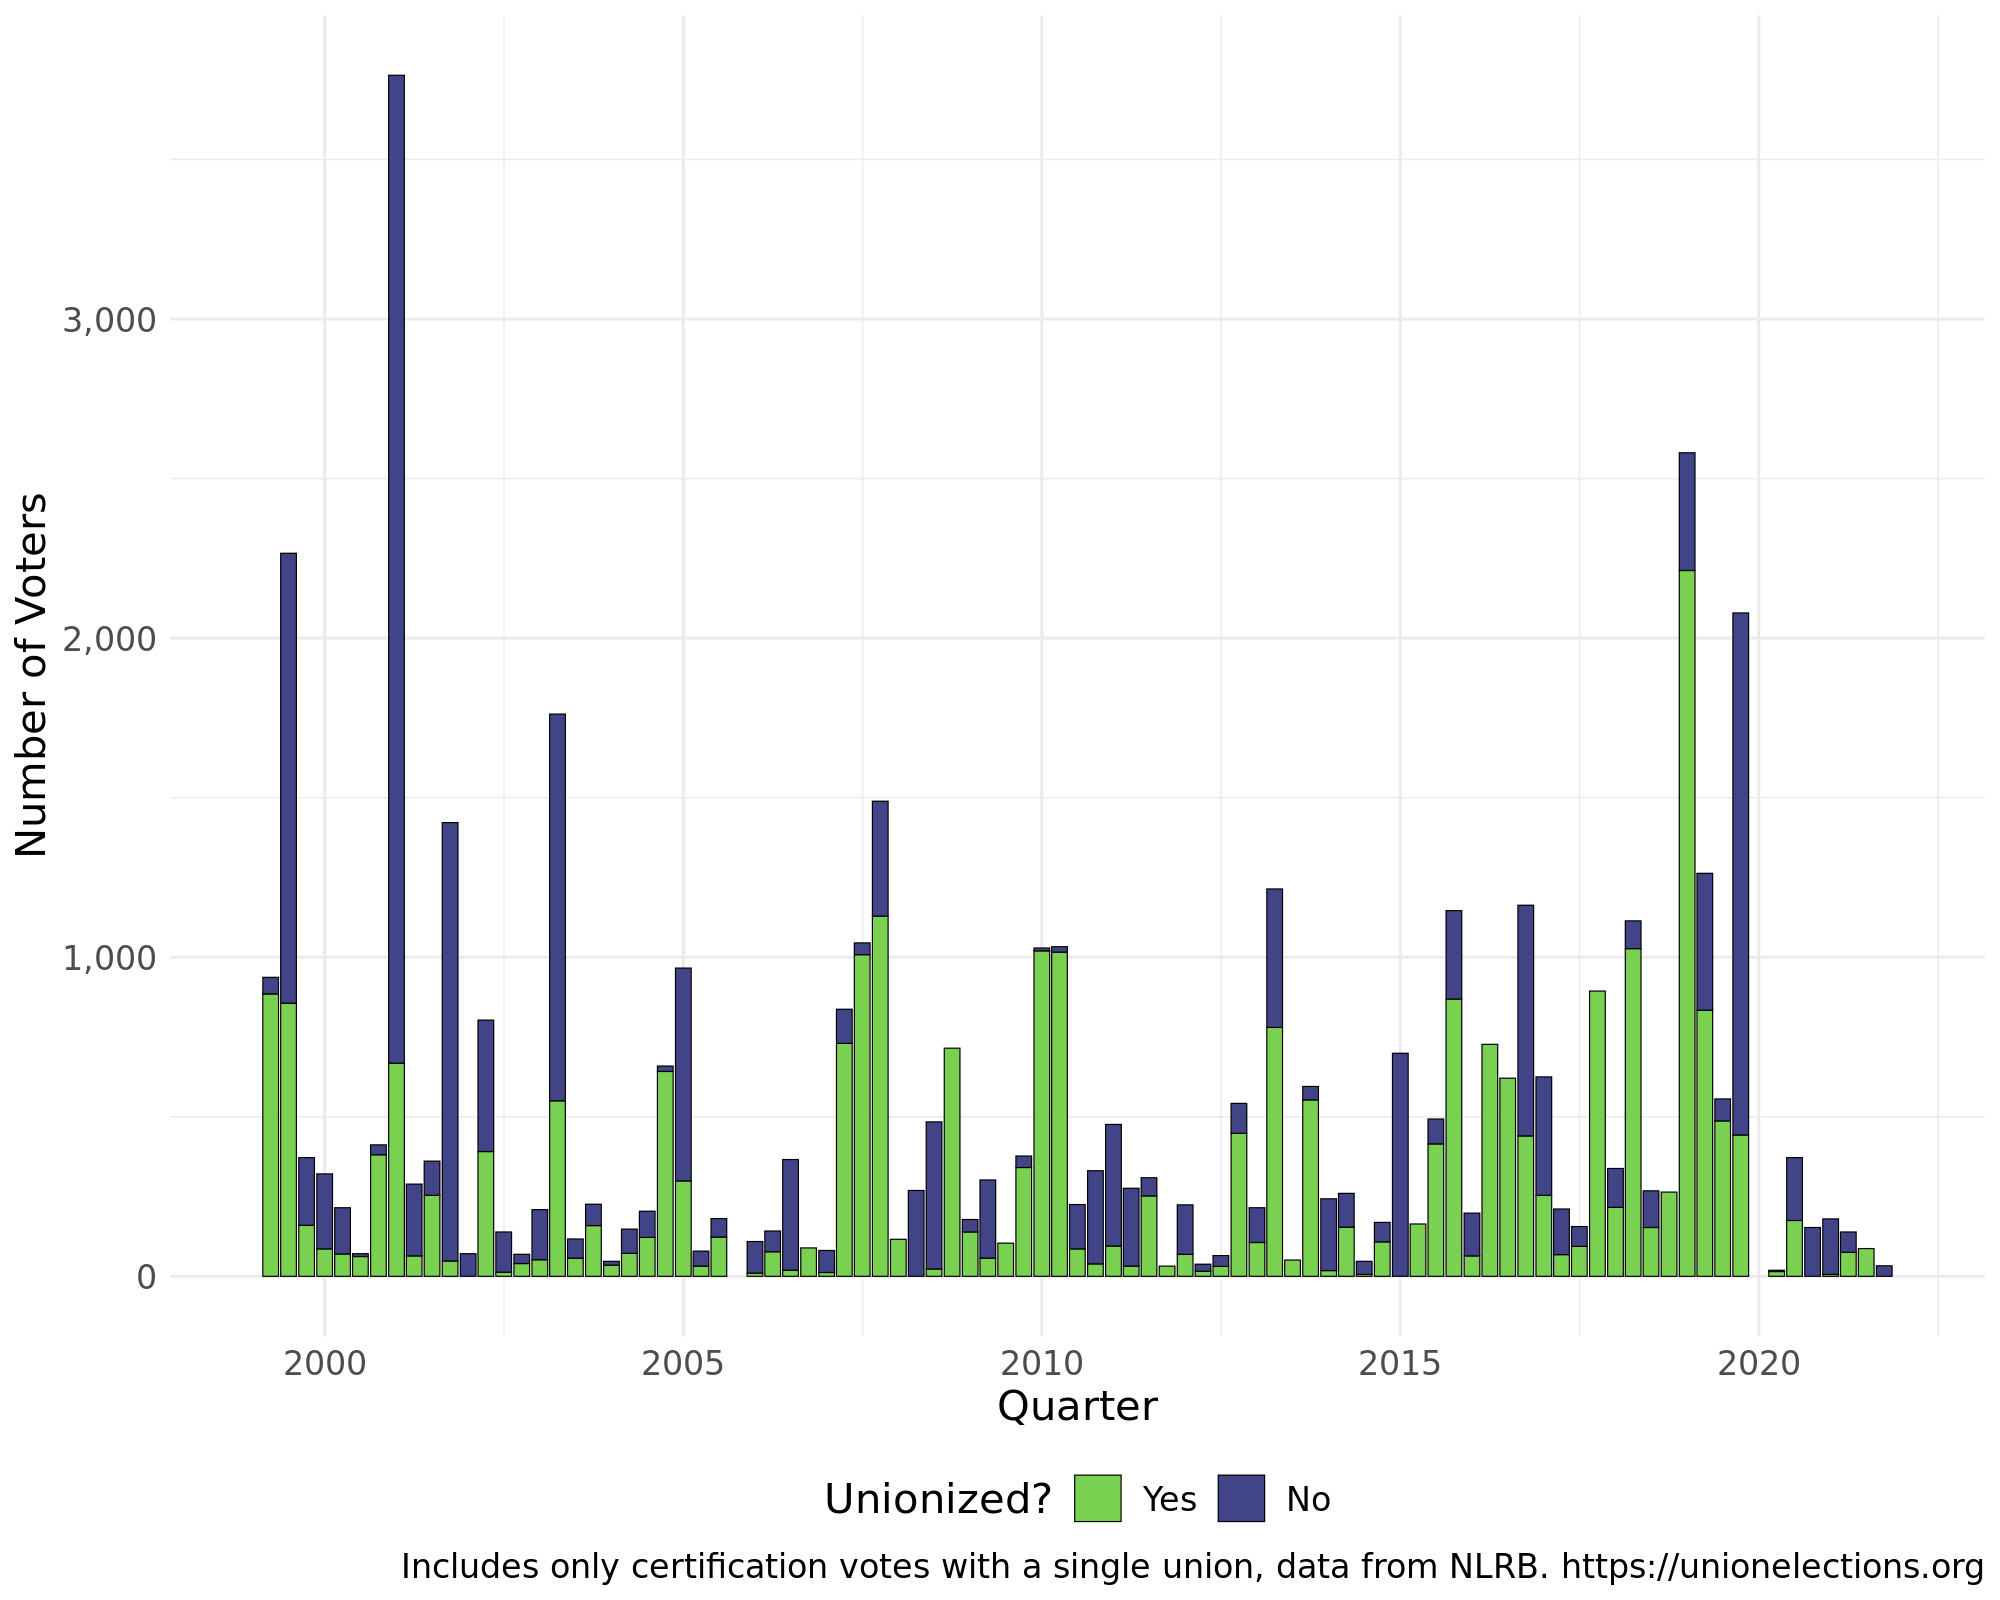 Number of Voters
3,000
2,000
1,000
0
2000 2005 2010 2015 2020
Quarter
Unionized? Yes No
Includes only certification votes with a single union, data from NLRB. https://unionelections.org